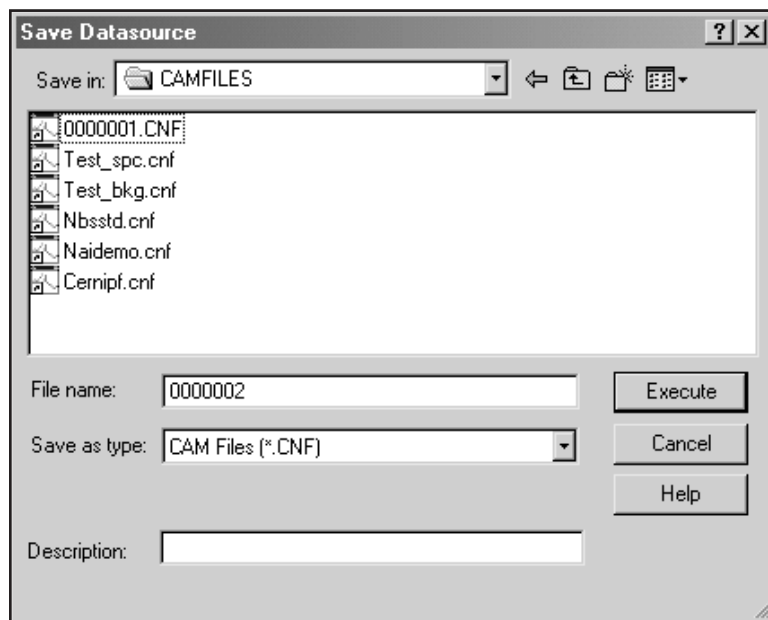 Save Datasource
Save in: CAMFILES
0000001.CNF
Test_spc.cnf
Test_bkg.cnf
Nbsstd.cnf
Naidemo.cnf
Cernipf.cnf
File name: 0000002 Execute
Save as type: CAM Files (*.CNF) Cancel
Help
Description: